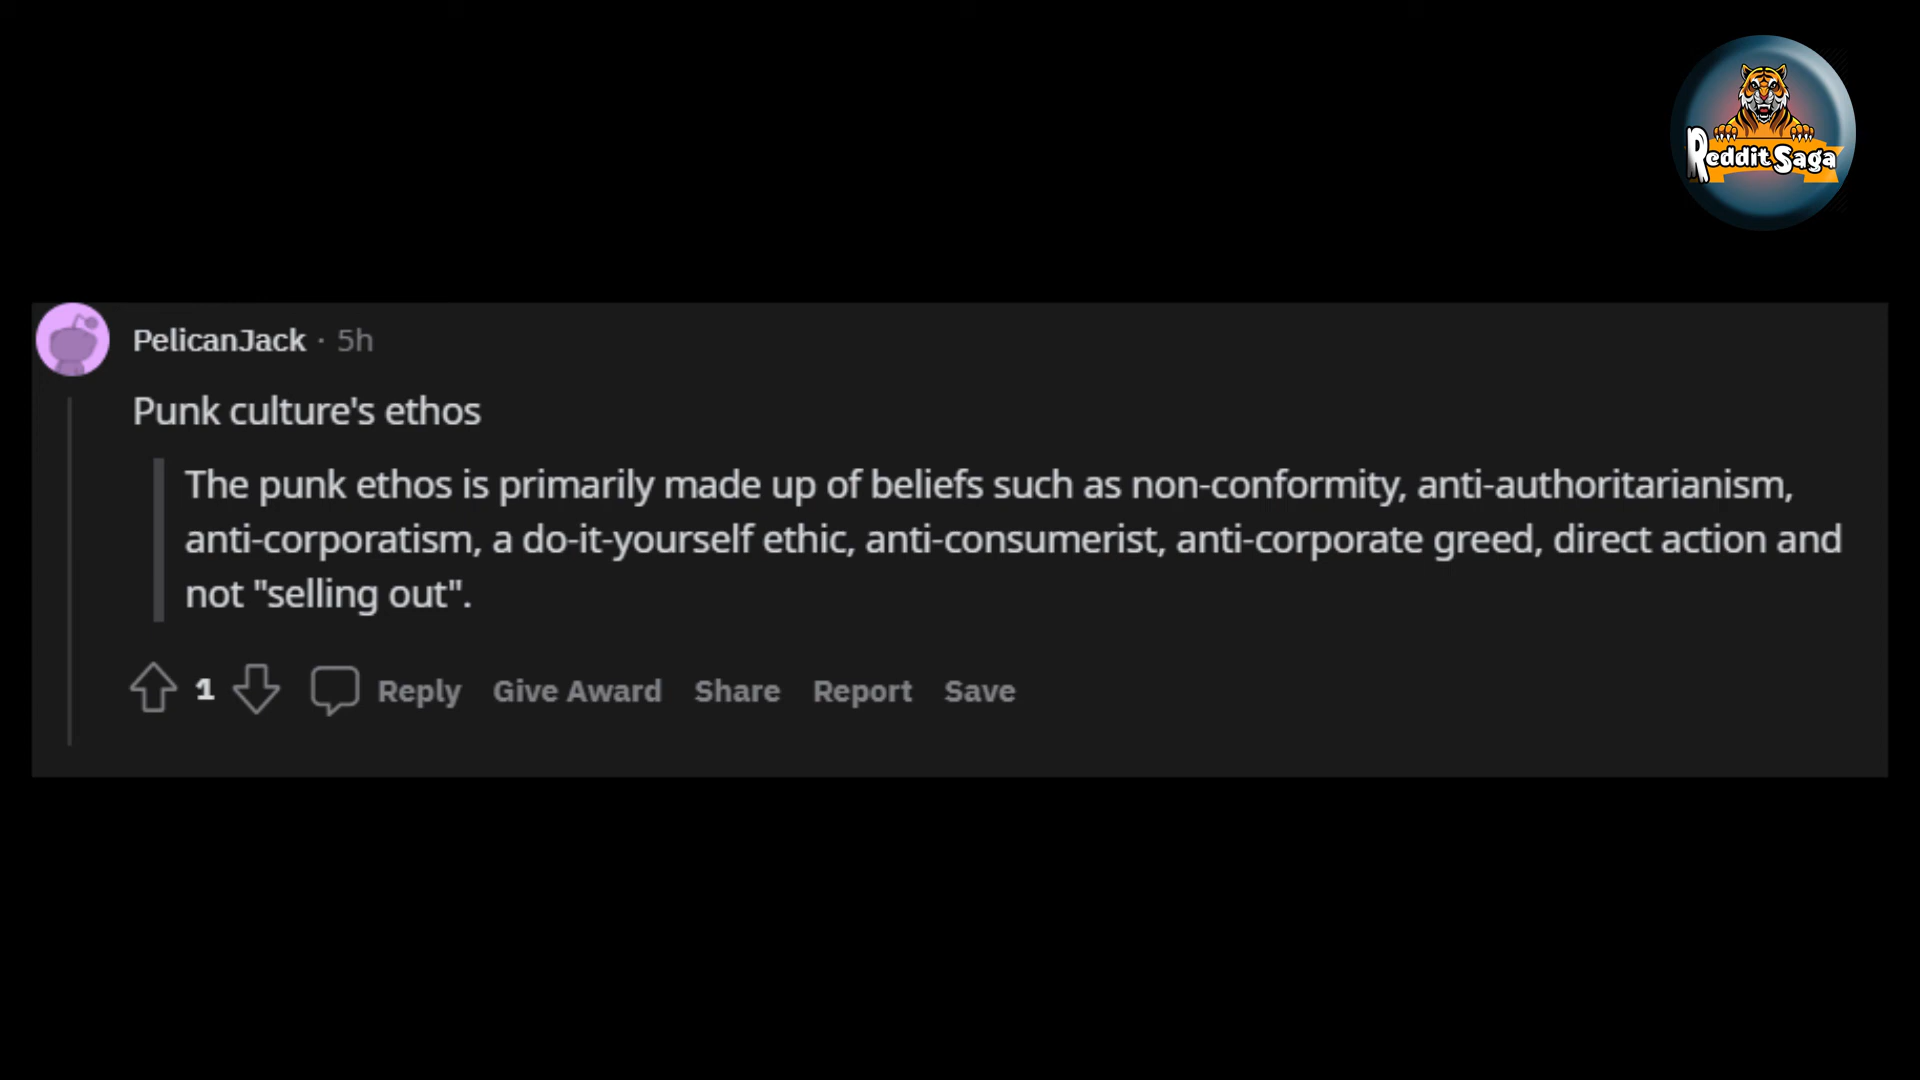 Reddit Saga
PelicanJack · 5h
Punk culture's ethos
The punk ethos is primarily made up of beliefs such as non-conformity, anti-authoritarianism,
anti-corporatism, a do-it-yourself ethic, anti-consumerist, anti-corporate greed, direct action and
not "selling out".
1 Reply Give Award Share Report Save